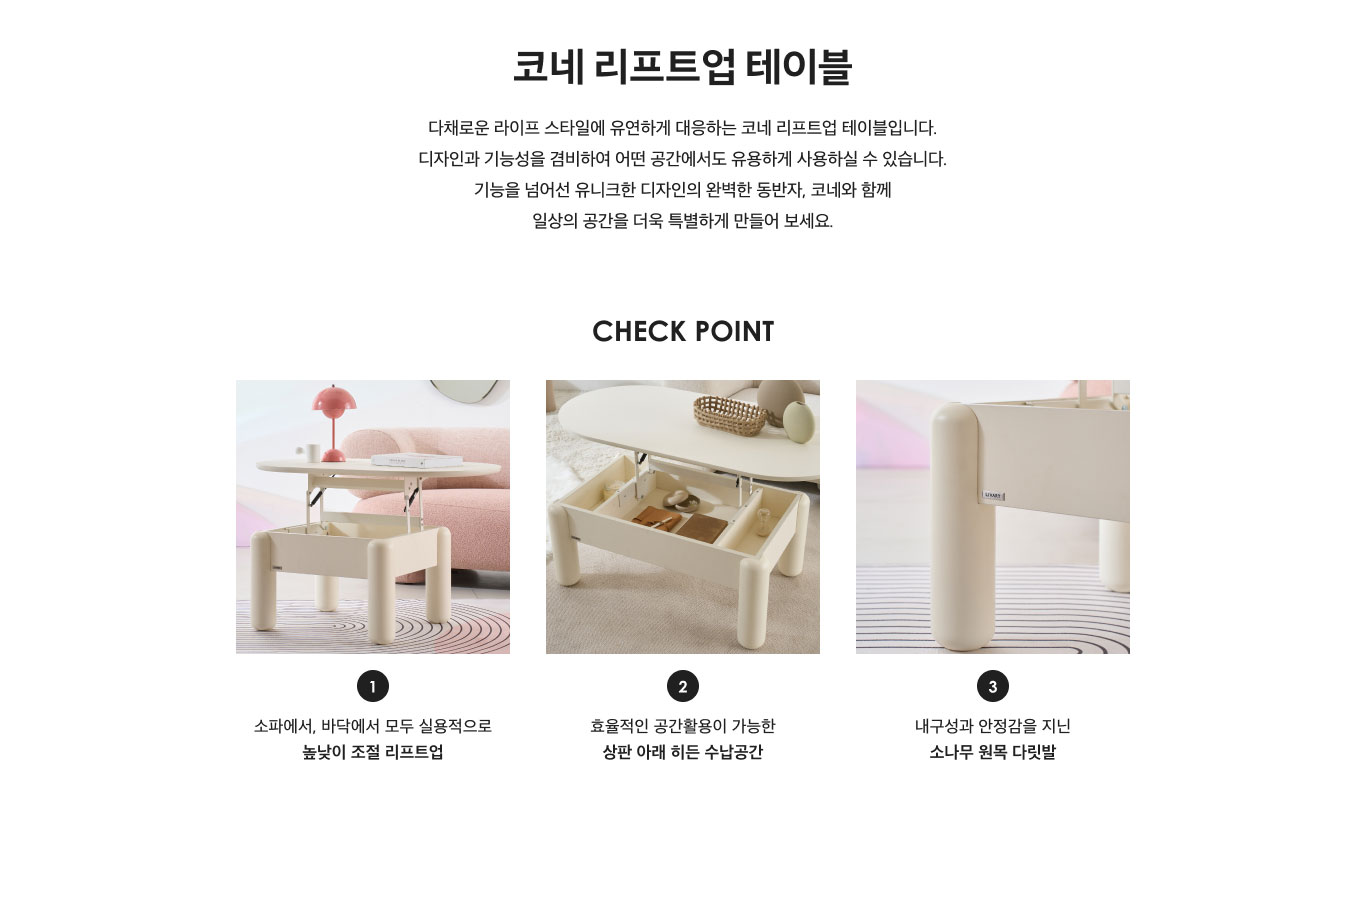 코네 리프트업 테이블
다채로운 라이프 스타일에 유연하게 대응하는 코네 리프트업 테이블입니다.
디자인과 기능성을 겸비하여 어떤 공간에서도 유용하게 사용하실 수 있습니다.
기능을 넘어선 유니크한 디자인의 완벽한 동반자, 코네와 함께
일상의 공간을 더욱 특별하게 만들어 보세요.
CHECK POINT
1
소파에서, 바닥에서 모두 실용적으로
높낮이 조절 리프트업
2
효율적인 공간활용이 가능한
상판 아래 히든 수납공간
3
내구성과 안정감을 지닌
소나무 원목 다릿발